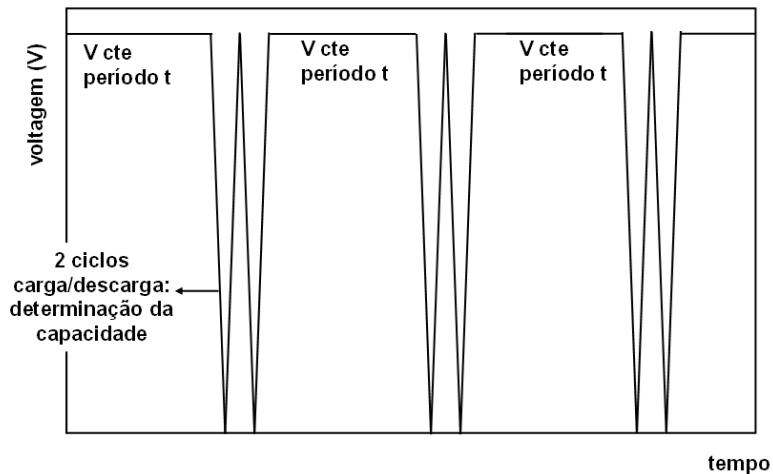 voltagem (V)
V cte
período t
V cte
período t
V cte
período t
2 ciclos
carga/descarga:
determinação da
capacidade
tempo